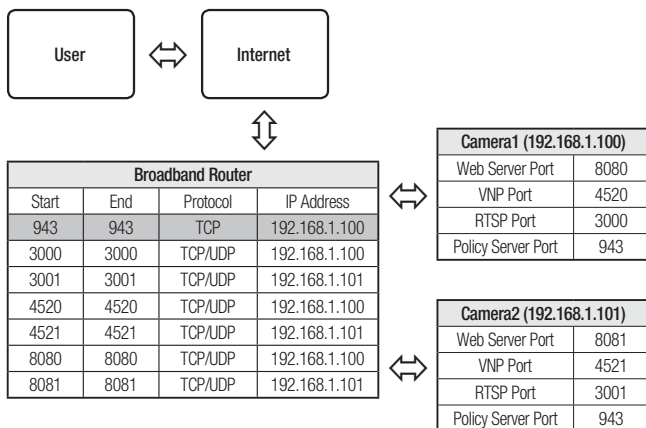 User
Internet
Broadband Router
Start End Protocol IP Address
943 943 TCP 192.168.1.100
3000 3000 TCP/UDP 192.168.1.100
3001 3001 TCP/UDP 192.168.1.101
4520 4520 TCP/UDP 192.168.1.100
4521 4521 TCP/UDP 192.168.1.101
8080 8080 TCP/UDP 192.168.1.100
8081 8081 TCP/UDP 192.168.1.101
Camera1 (192.168.1.100)
Web Server Port 8080
VNP Port 4520
RTSP Port 3000
Policy Server Port 943
Camera2 (192.168.1.101)
Web Server Port 8081
VNP Port 4521
RTSP Port 3001
Policy Server Port 943